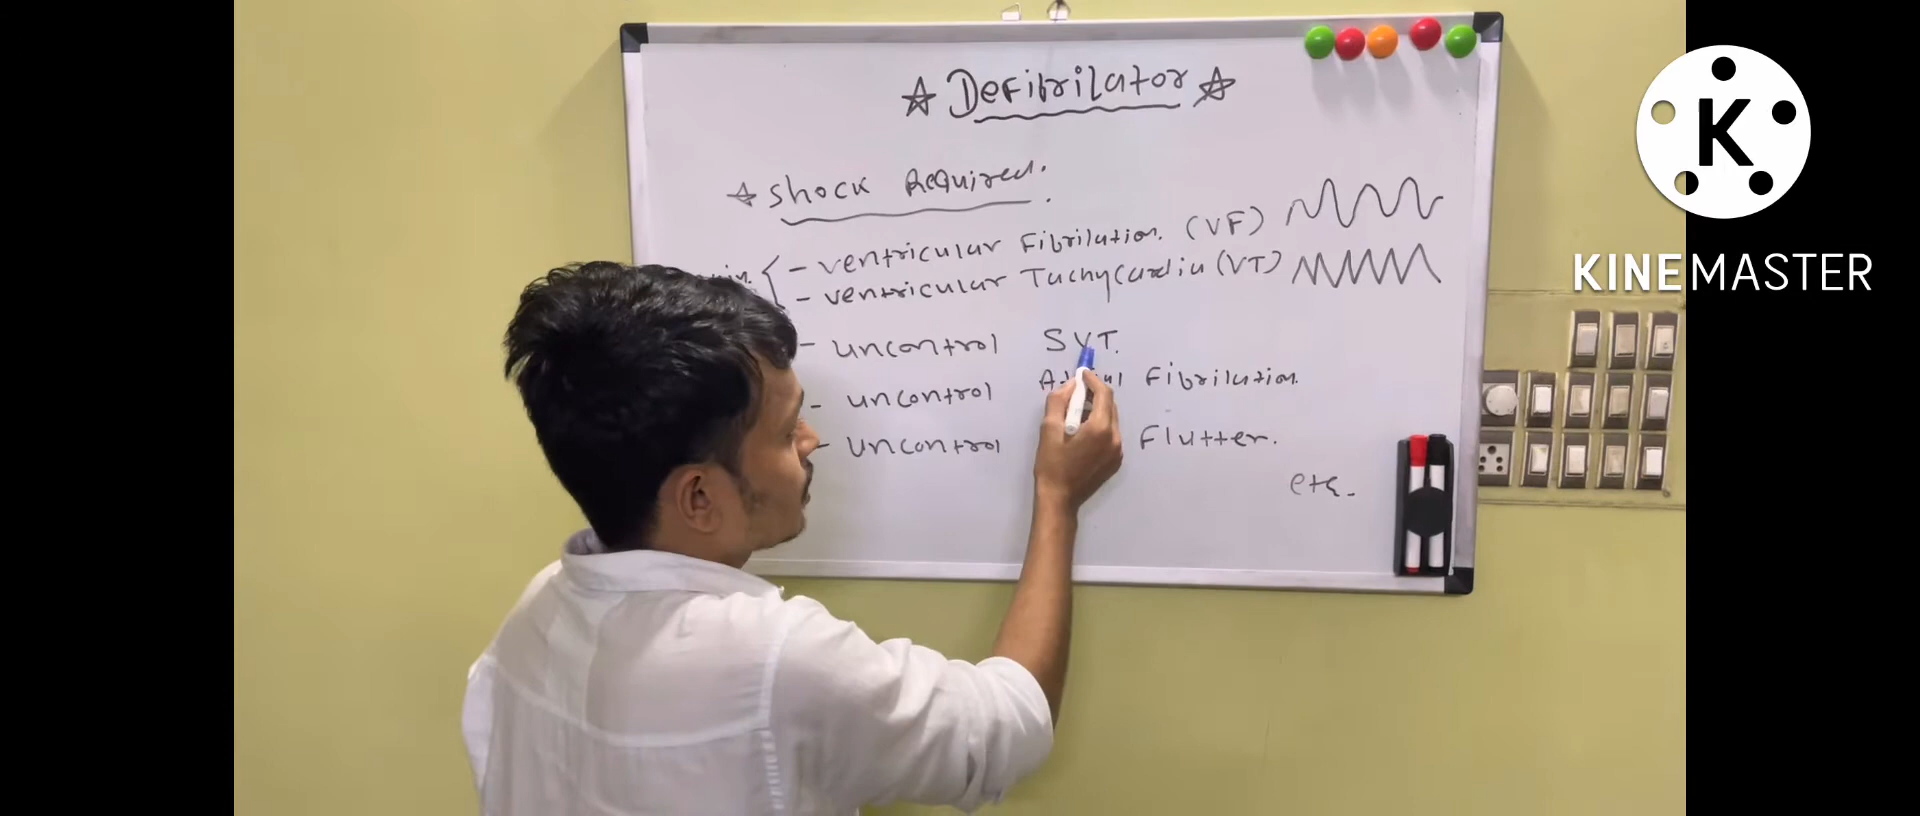 ☆ Defibrilator ☆
☆ Shock Required.
- ventricular Fibrilation. (VF)
- ventricular Tachycardia (VT)
- uncontrol SVT.
- uncontrol Fibrilation.
- uncontrol Flutter.
etc.
K
KINEMASTER